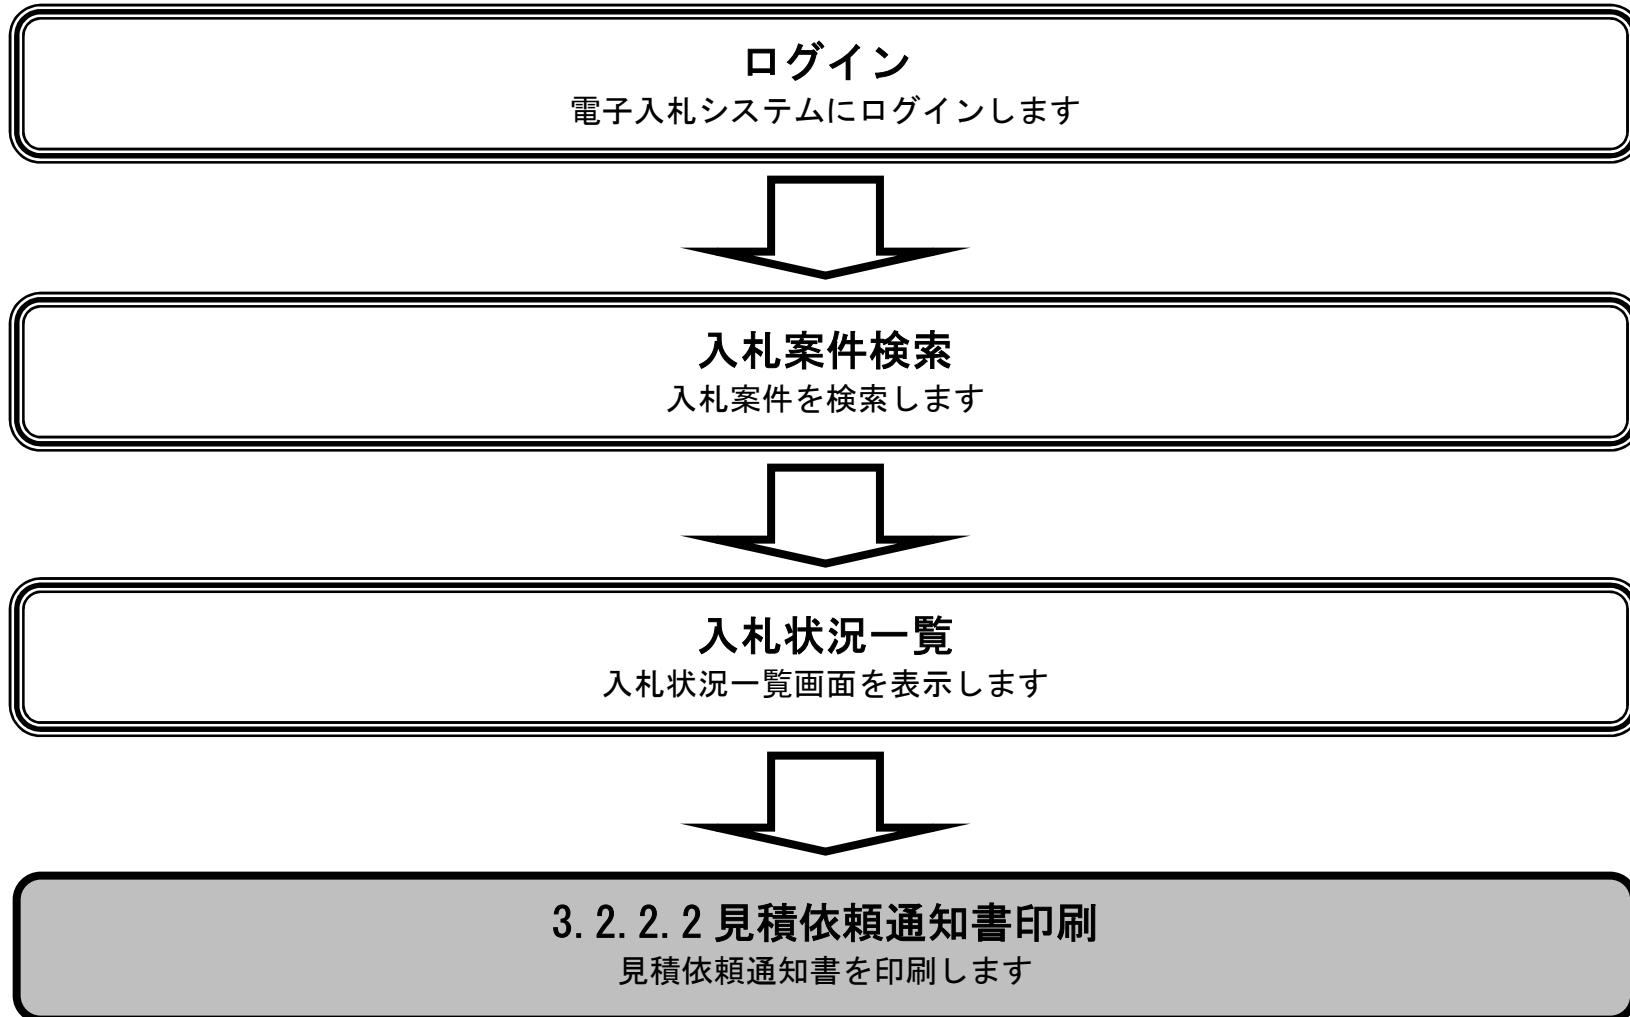 ログイン
電子入札システムにログインします
入札案件検索
入札案件を検索します
入札状況一覧
入札状況一覧画面を表示します
3.2.2.2 見積依頼通知書印刷
見積依頼通知書を印刷します